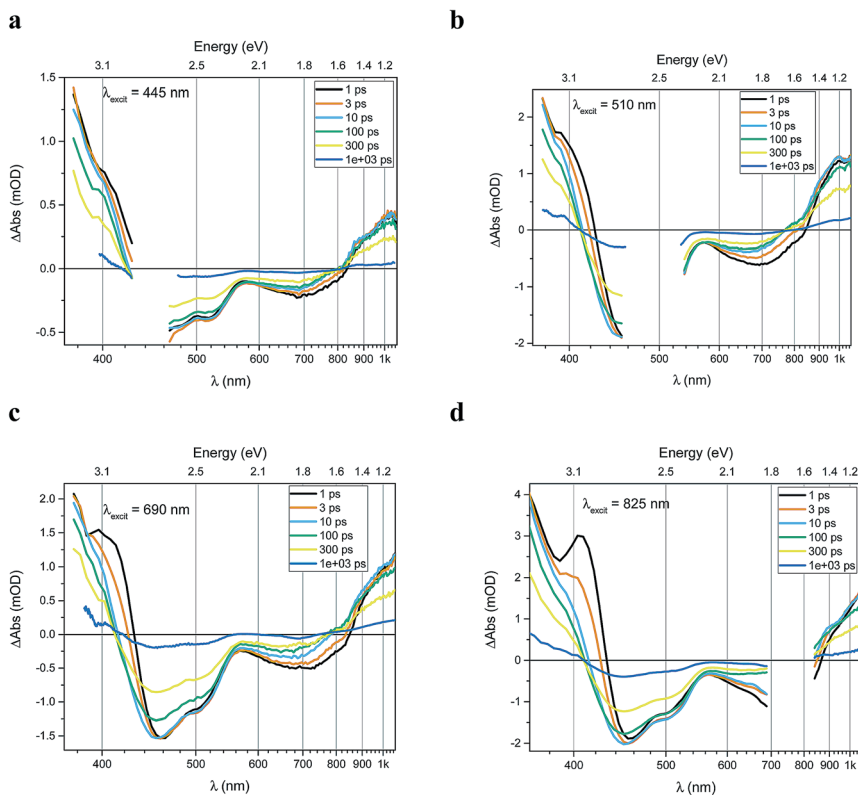 a
Energy (eV)
3.1 2.5 2.1 1.8 1.6 1.4 1.2
λexcit = 445 nm
1 ps
3 ps
10 ps
100 ps
300 ps
1e+03 ps
ΔAbs (mOD)
1.5
1.0
0.5
0.0
-0.5
400 500 600 700 800 900 1k
λ (nm)
b
Energy (eV)
3.1 2.5 2.1 1.8 1.6 1.4 1.2
λexcit = 510 nm
1 ps
3 ps
10 ps
100 ps
300 ps
1e+03 ps
ΔAbs (mOD)
2
1
0
-1
-2
400 500 600 700 800 900 1k
λ (nm)
c
Energy (eV)
3.1 2.5 2.1 1.8 1.6 1.4 1.2
λexcit = 690 nm
1 ps
3 ps
10 ps
100 ps
300 ps
1e+03 ps
ΔAbs (mOD)
2.0
1.5
1.0
0.5
0.0
-0.5
-1.0
-1.5
400 500 600 700 800 900 1k
λ (nm)
d
Energy (eV)
3.1 2.5 2.1 1.8 1.6 1.4 1.2
λexcit = 825 nm
1 ps
3 ps
10 ps
100 ps
300 ps
1e+03 ps
ΔAbs (mOD)
4
3
2
1
0
-1
-2
400 500 600 700 800 900 1k
λ (nm)